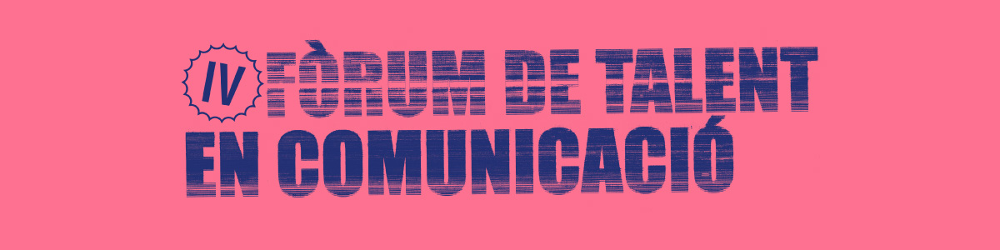 IV FÒRUM DE TALENT
EN COMUNICACIÓ